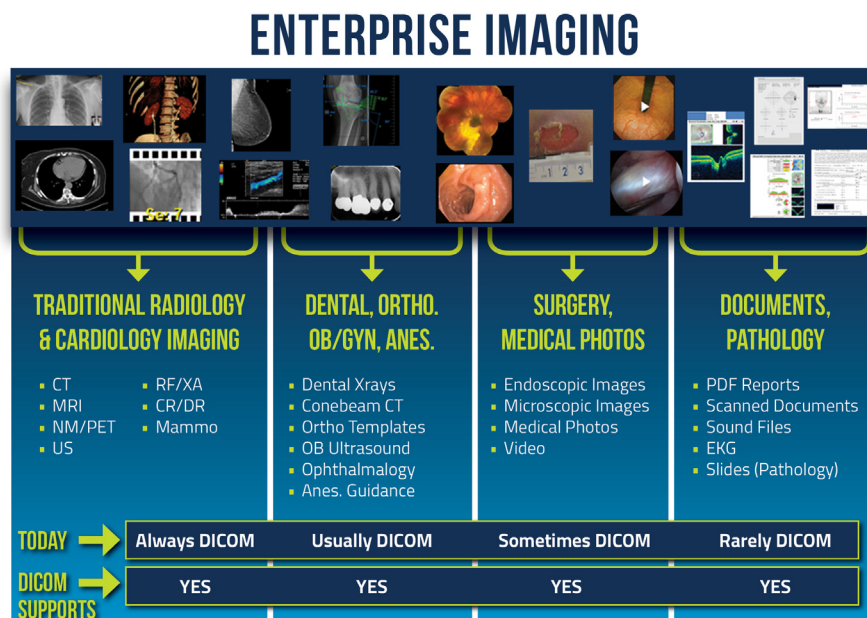 ENTERPRISE IMAGING
Se: 7
1 2 3
TRADITIONAL RADIOLOGY
& CARDIOLOGY IMAGING
▪ CT
▪ MRI
▪ NM/PET
▪ US
▪ RF/XA
▪ CR/DR
▪ Mammo
DENTAL, ORTHO.
OB/GYN, ANES.
▪ Dental Xrays
▪ Conebeam CT
▪ Ortho Templates
▪ OB Ultrasound
▪ Ophthalmalogy
▪ Anes. Guidance
SURGERY,
MEDICAL PHOTOS
▪ Endoscopic Images
▪ Microscopic Images
▪ Medical Photos
▪ Video
DOCUMENTS,
PATHOLOGY
▪ PDF Reports
▪ Scanned Documents
▪ Sound Files
▪ EKG
▪ Slides (Pathology)
TODAY Always DICOM Usually DICOM Sometimes DICOM Rarely DICOM
DICOM
SUPPORTS YES YES YES YES